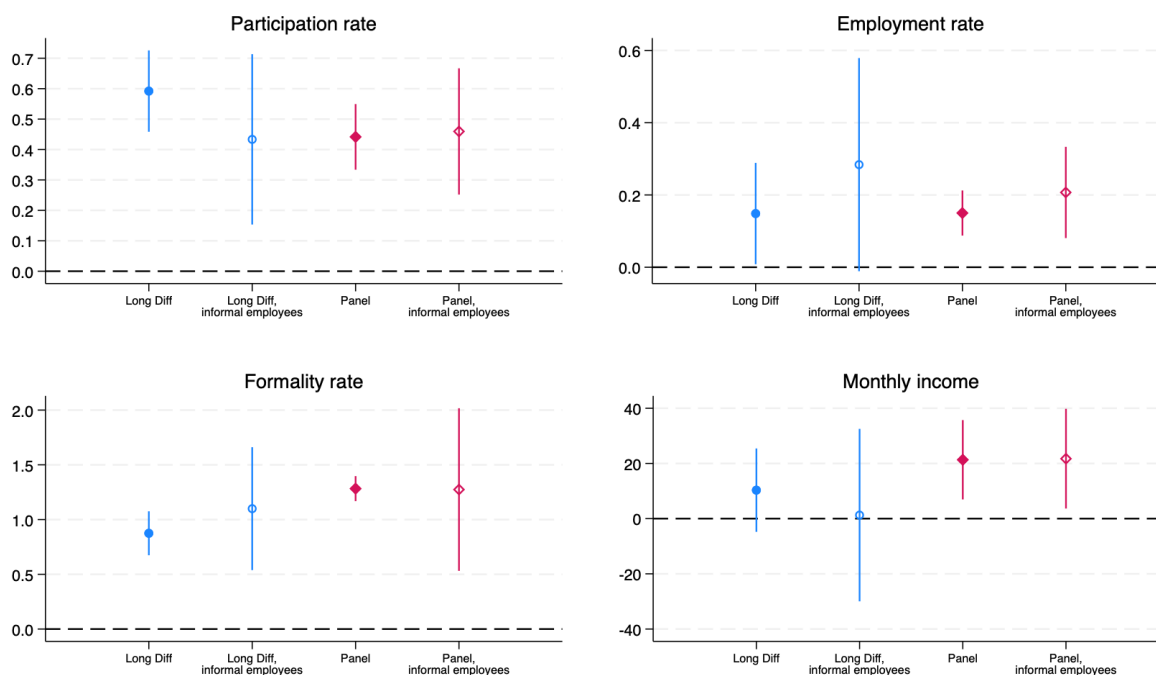 Participation rate
0.7
0.6
0.5
0.4
0.3
0.2
0.1
0.0
Long Diff
Long Diff,
informal employees
Panel
Panel,
informal employees
Employment rate
0.6
0.4
0.2
0.0
Long Diff
Long Diff,
informal employees
Panel
Panel,
informal employees
Formality rate
2.0
1.5
1.0
0.5
0.0
Long Diff
Long Diff,
informal employees
Panel
Panel,
informal employees
Monthly income
40
20
0
-20
-40
Long Diff
Long Diff,
informal employees
Panel
Panel,
informal employees